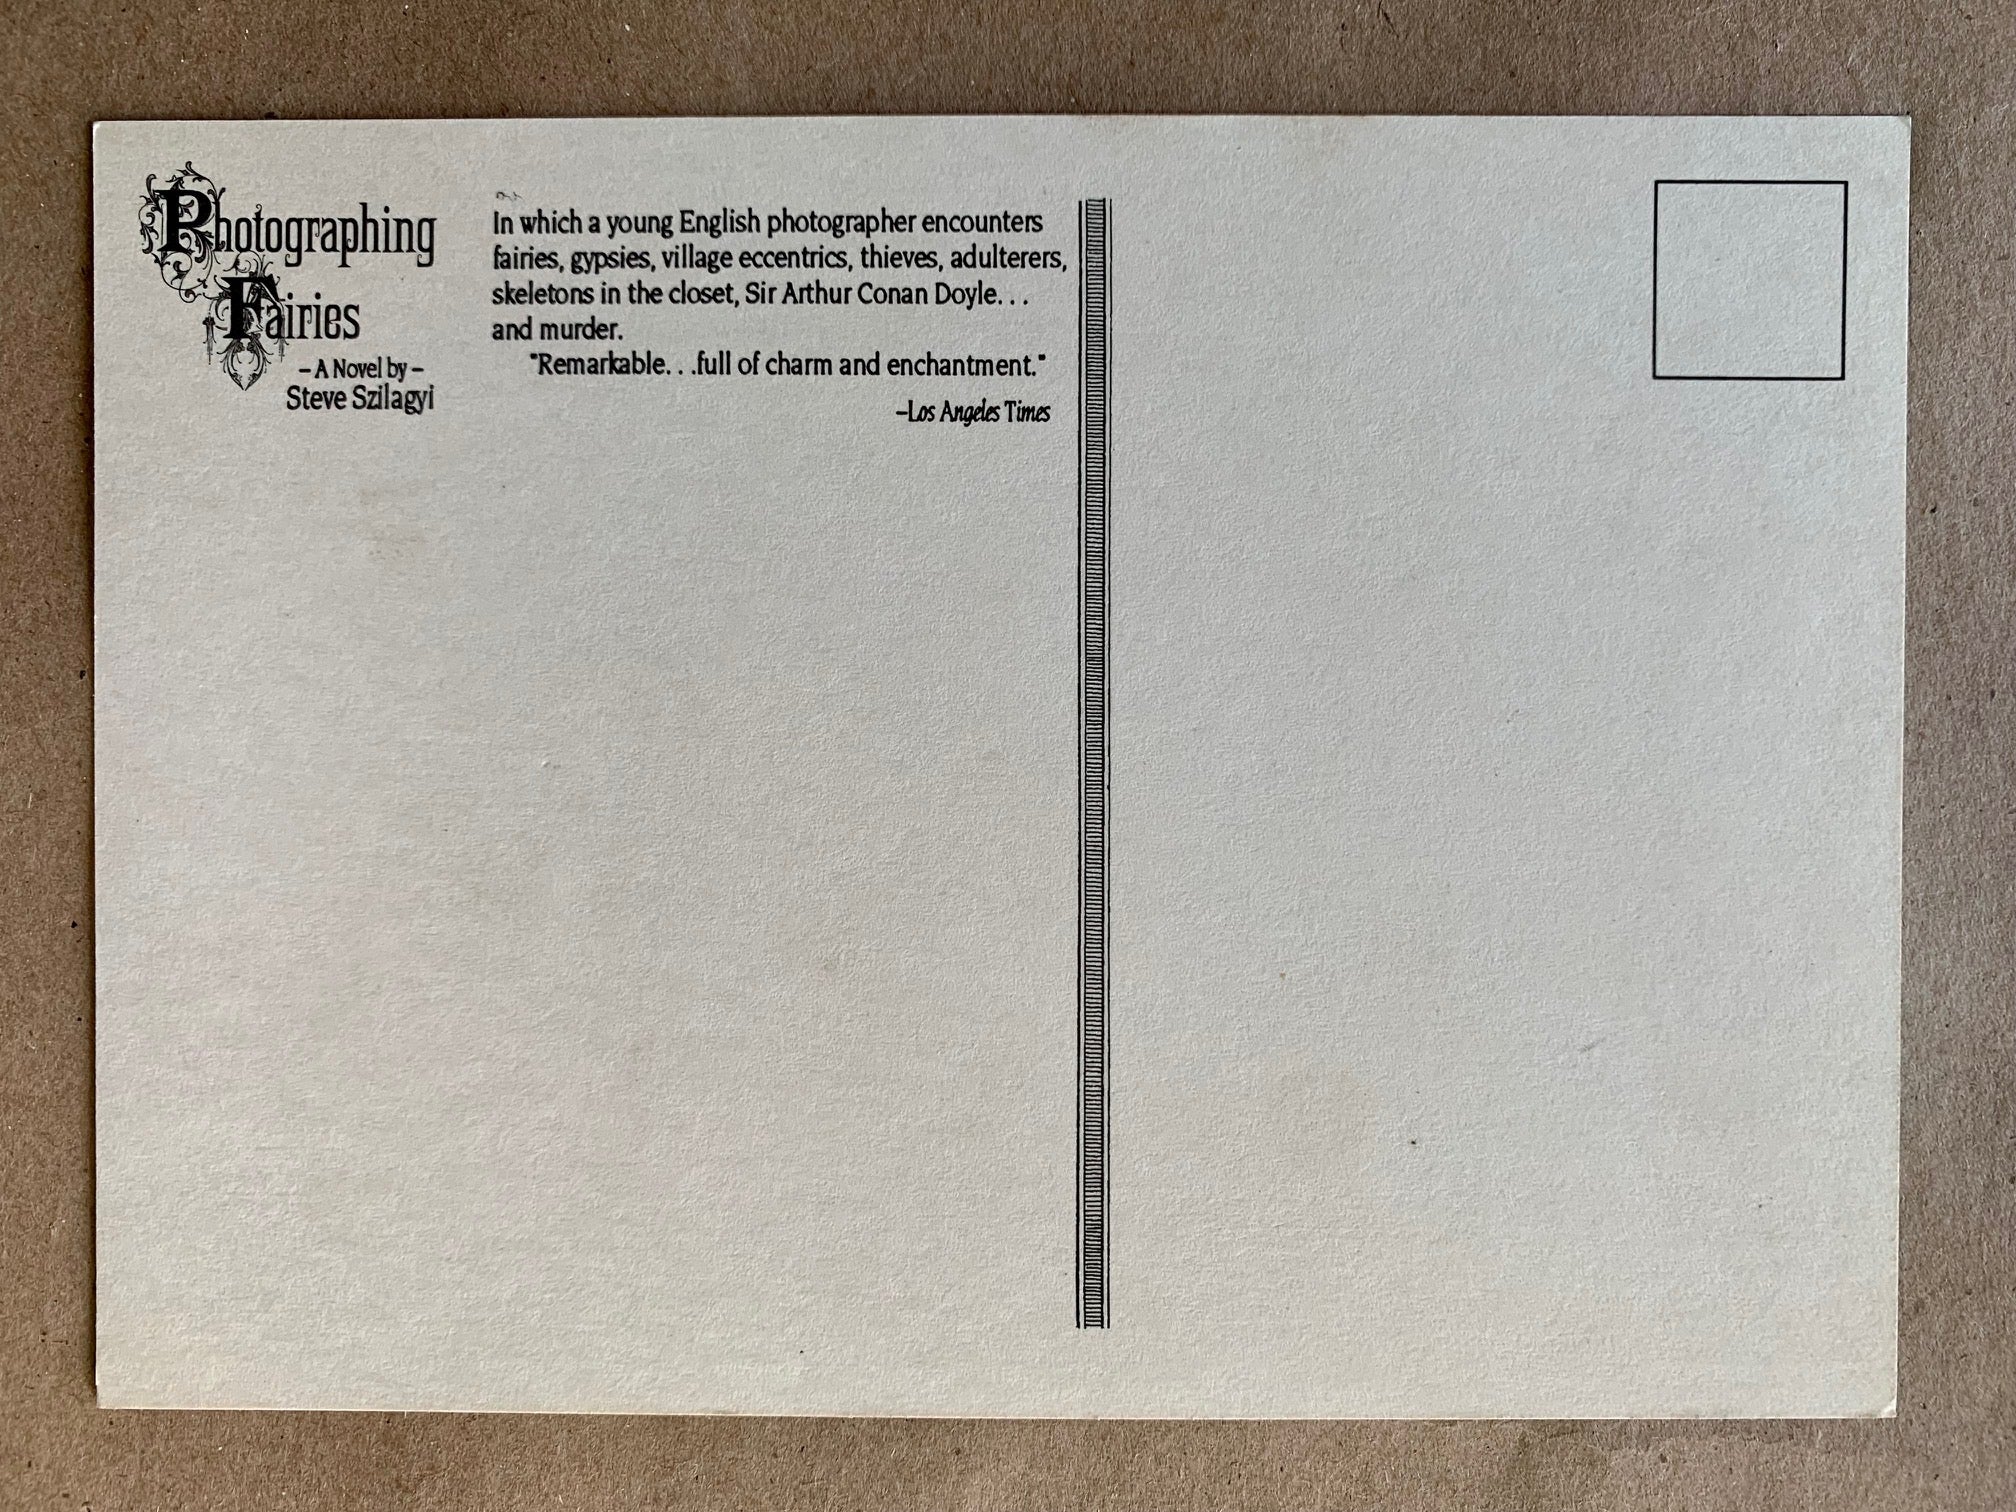 Photographing
Fairies
– A Novel by –
Steve Szilagyi
In which a young English photographer encounters
fairies, gypsies, village eccentrics, thieves, adulterers,
skeletons in the closet, Sir Arthur Conan Doyle. . .
and murder.
"Remarkable. . .full of charm and enchantment."
–Los Angeles Times